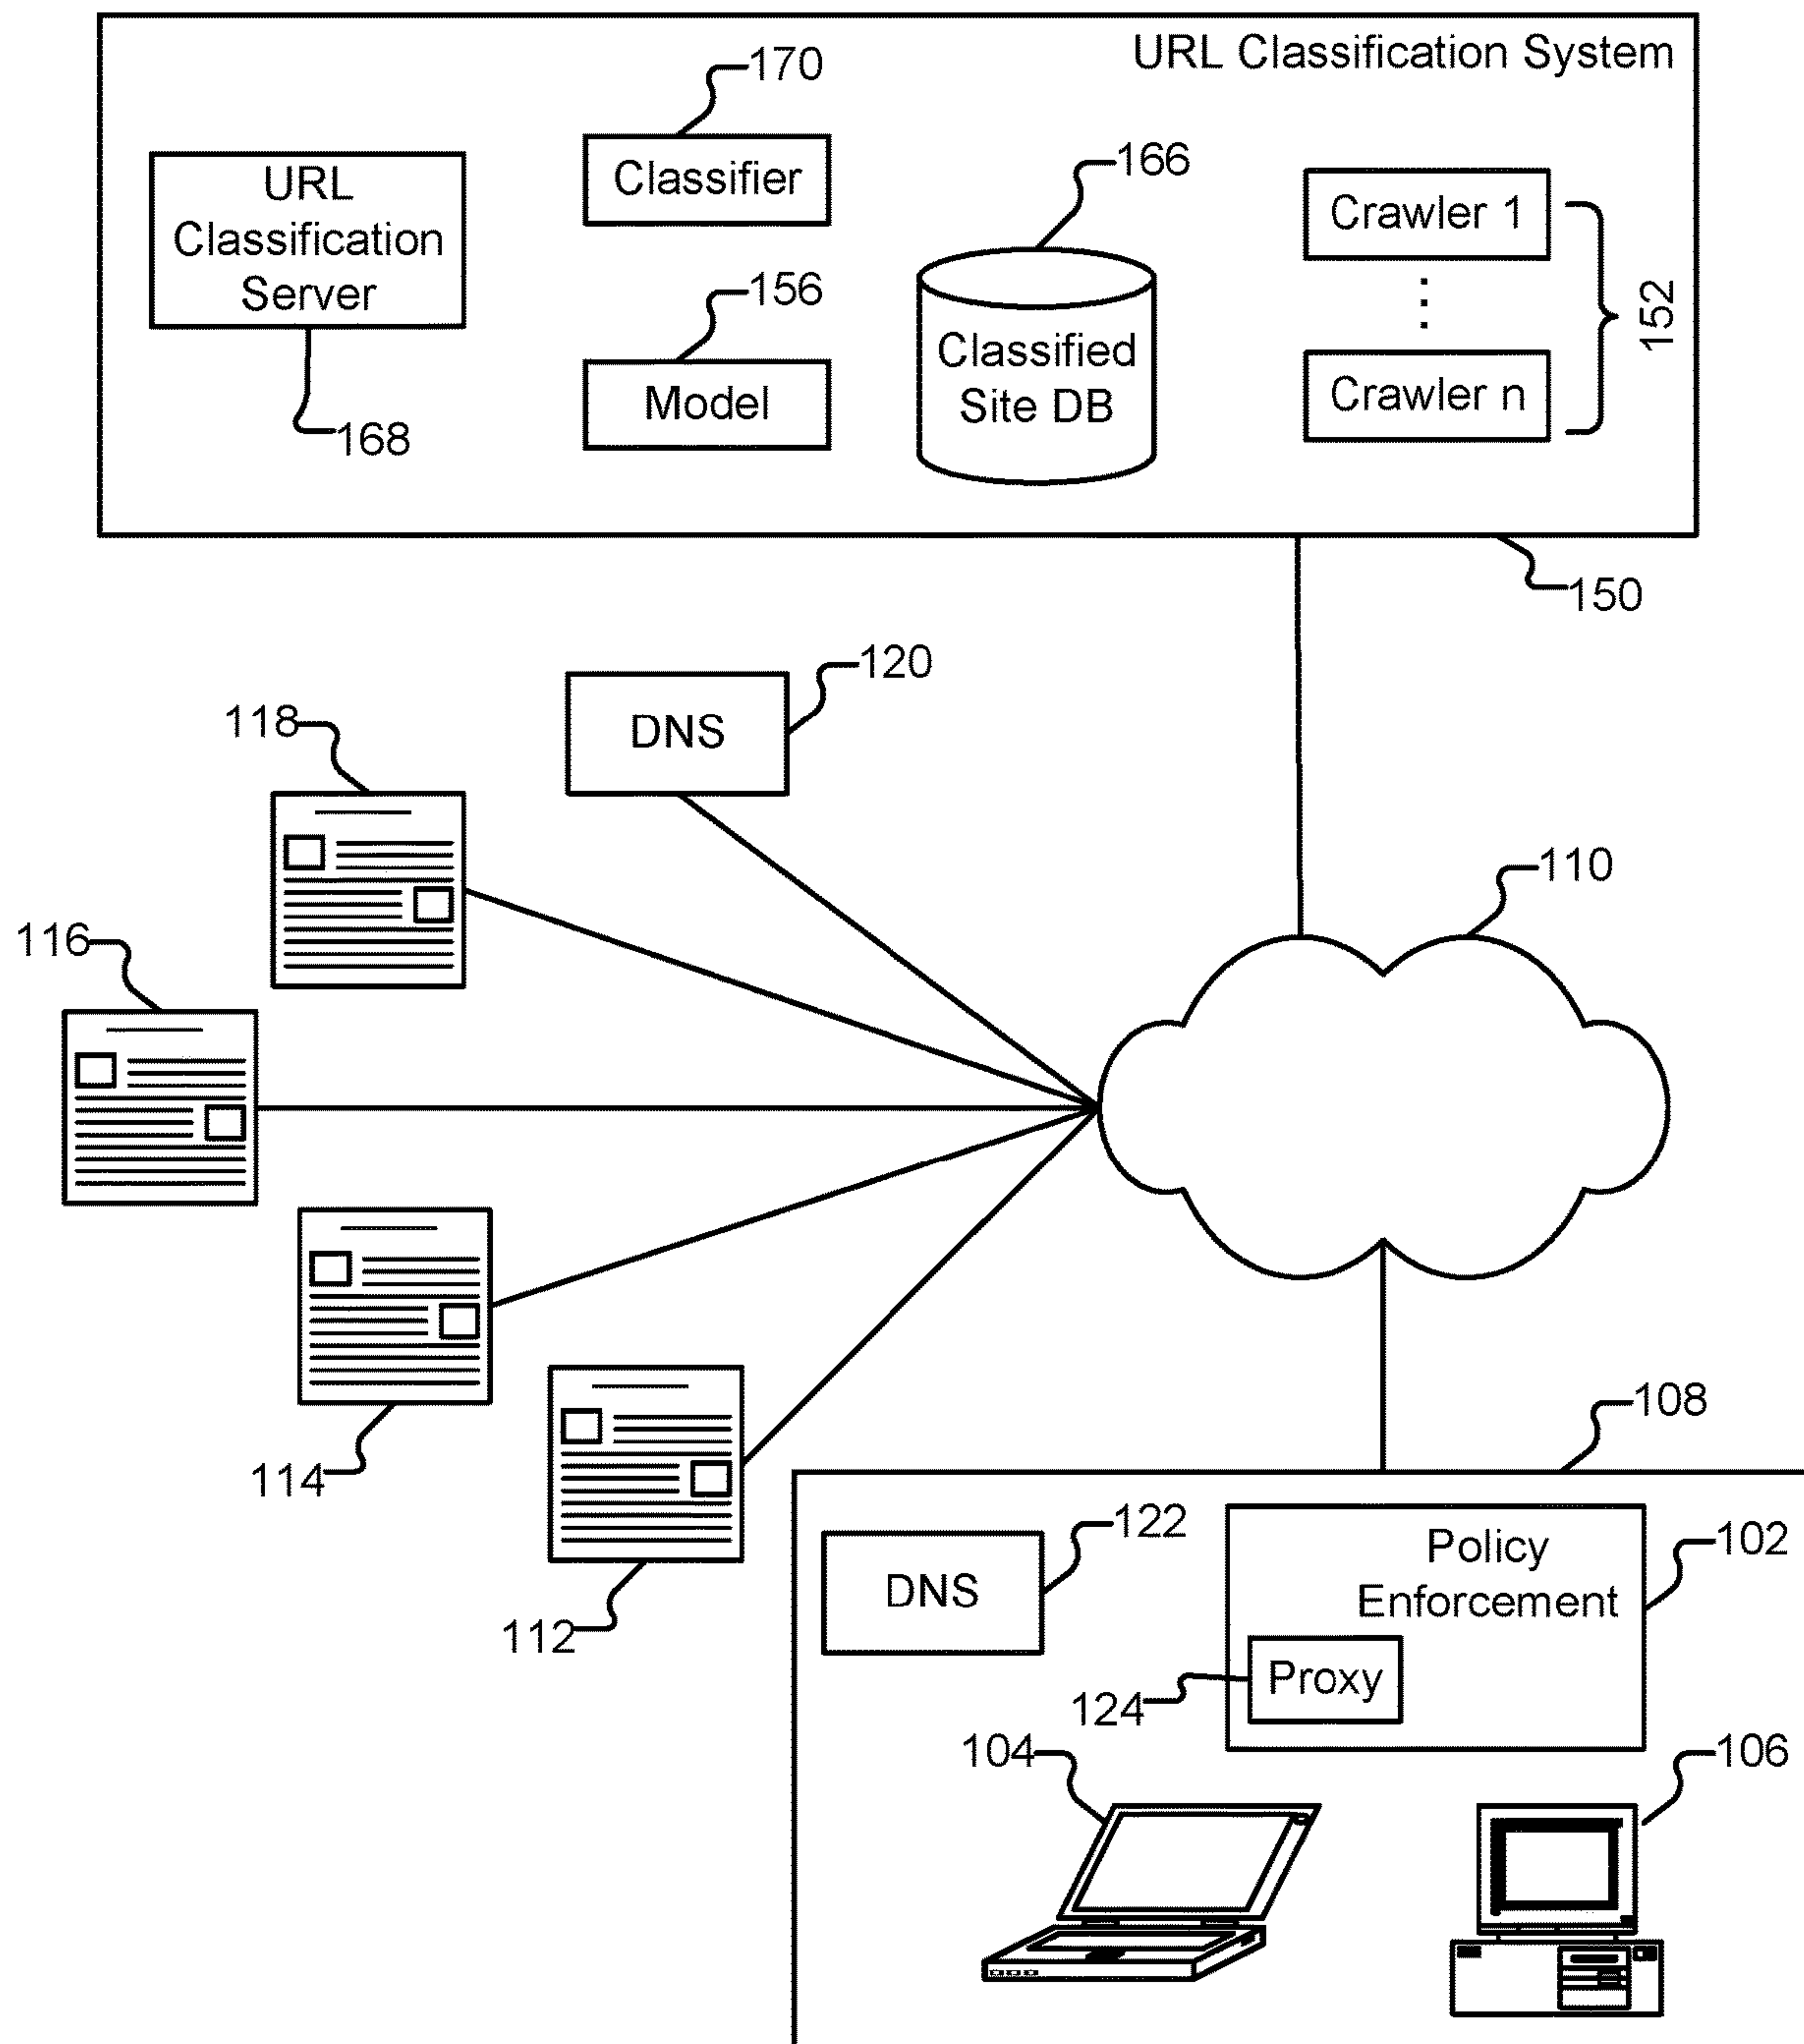 URL Classification System
170
Classifier
URL
Classification
Server
168
156
Model
166
Classified
Site DB
Crawler 1
⋮
Crawler n
152
150
120
DNS
118
116
110
114
112
108
122
DNS
Policy
Enforcement
102
Proxy
124
104
106